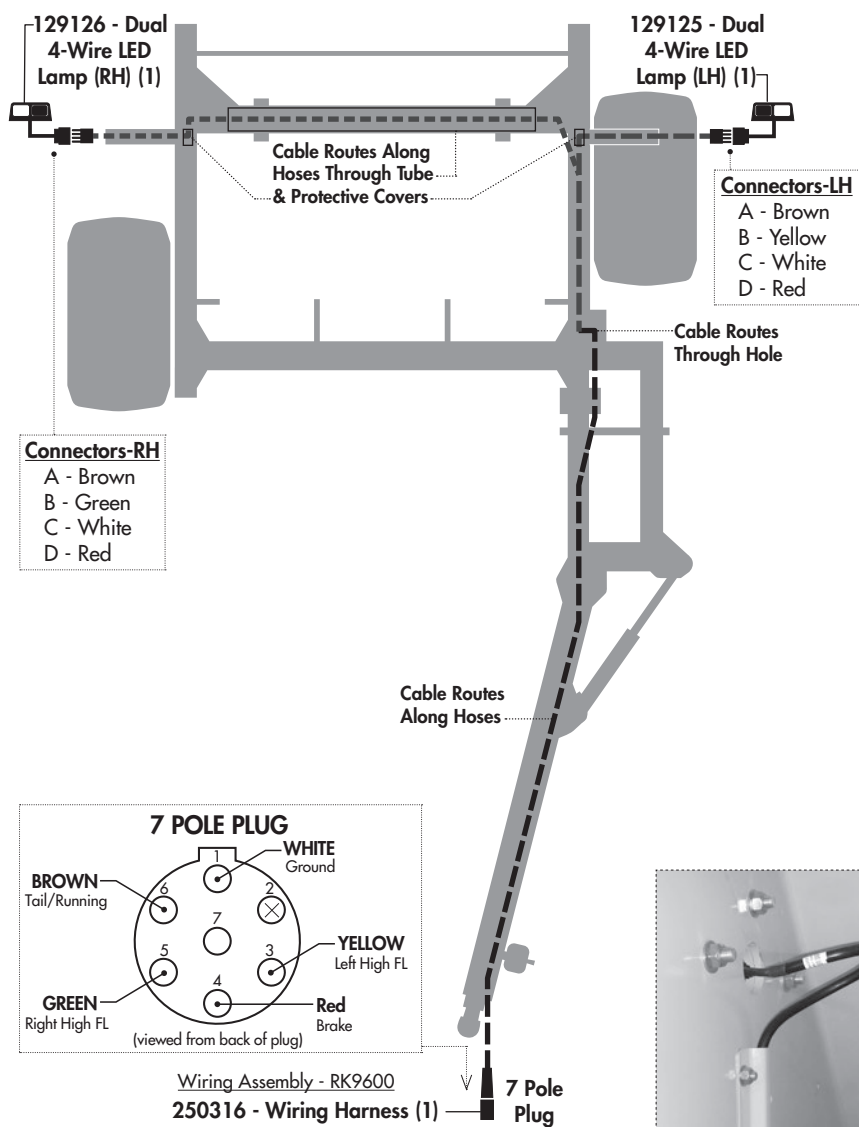 129126 - Dual
4-Wire LED
Lamp (RH) (1)
129125 - Dual
4-Wire LED
Lamp (LH) (1)
Cable Routes Along
Hoses Through Tube
& Protective Covers
Connectors-LH
A - Brown
B - Yellow
C - White
D - Red
Cable Routes
Through Hole
Connectors-RH
A - Brown
B - Green
C - White
D - Red
Cable Routes
Along Hoses
7 POLE PLUG
1
WHITE
Ground
BROWN
Tail/Running
6
2
7
5
3
YELLOW
Left High FL
GREEN
Right High FL
4
Red
Brake
(viewed from back of plug)
Wiring Assembly - RK9600
250316 - Wiring Harness (1)
7 Pole
Plug